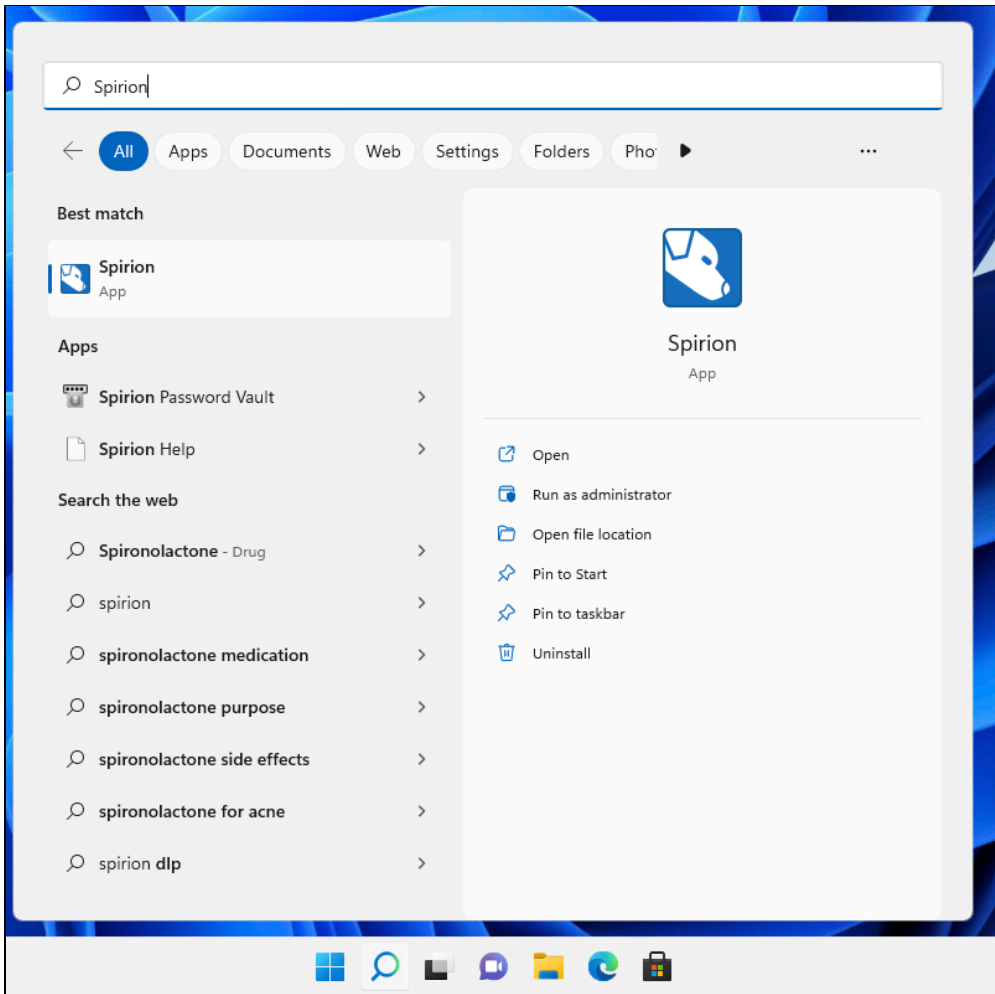 Spirion
All Apps Documents Web Settings Folders Pho ...
Best match
Spirion
App
Apps
Spirion Password Vault
Spirion Help
Search the web
Spironolactone - Drug
spirion
spironolactone medication
spironolactone purpose
spironolactone side effects
spironolactone for acne
spirion dlp
Spirion
App
Open
Run as administrator
Open file location
Pin to Start
Pin to taskbar
Uninstall